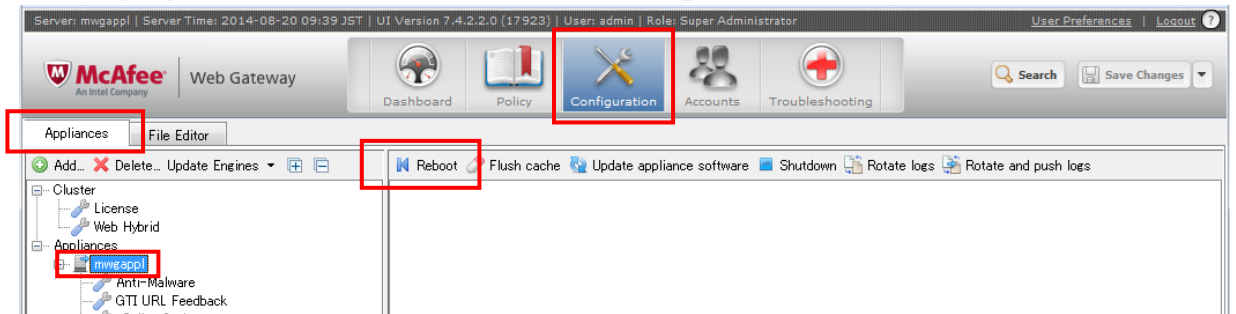 Server: mwgappl | Server Time: 2014-08-20 09:39 JST | UI Version 7.4.2.2.0 (17923) | User: admin | Role: Super Administrator User Preferences | Logout ?
McAfee Web Gateway
An Intel Company
Dashboard Policy Configuration Accounts Troubleshooting
Search Save Changes
Appliances File Editor
Add... Delete... Update Engines Reboot Flush cache Update appliance software Shutdown Rotate logs Rotate and push logs
Cluster
License
Web Hybrid
Appliances
mwgappl
Anti-Malware
GTI URL Feedback